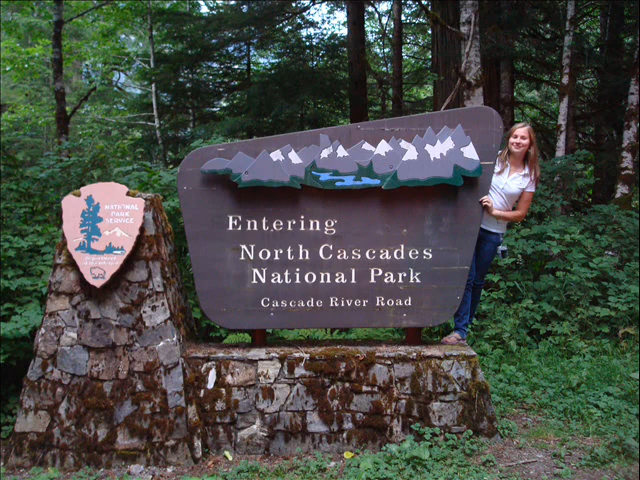 NATIONAL
PARK
SERVICE
Entering
North Cascades
National Park
Cascade River Road